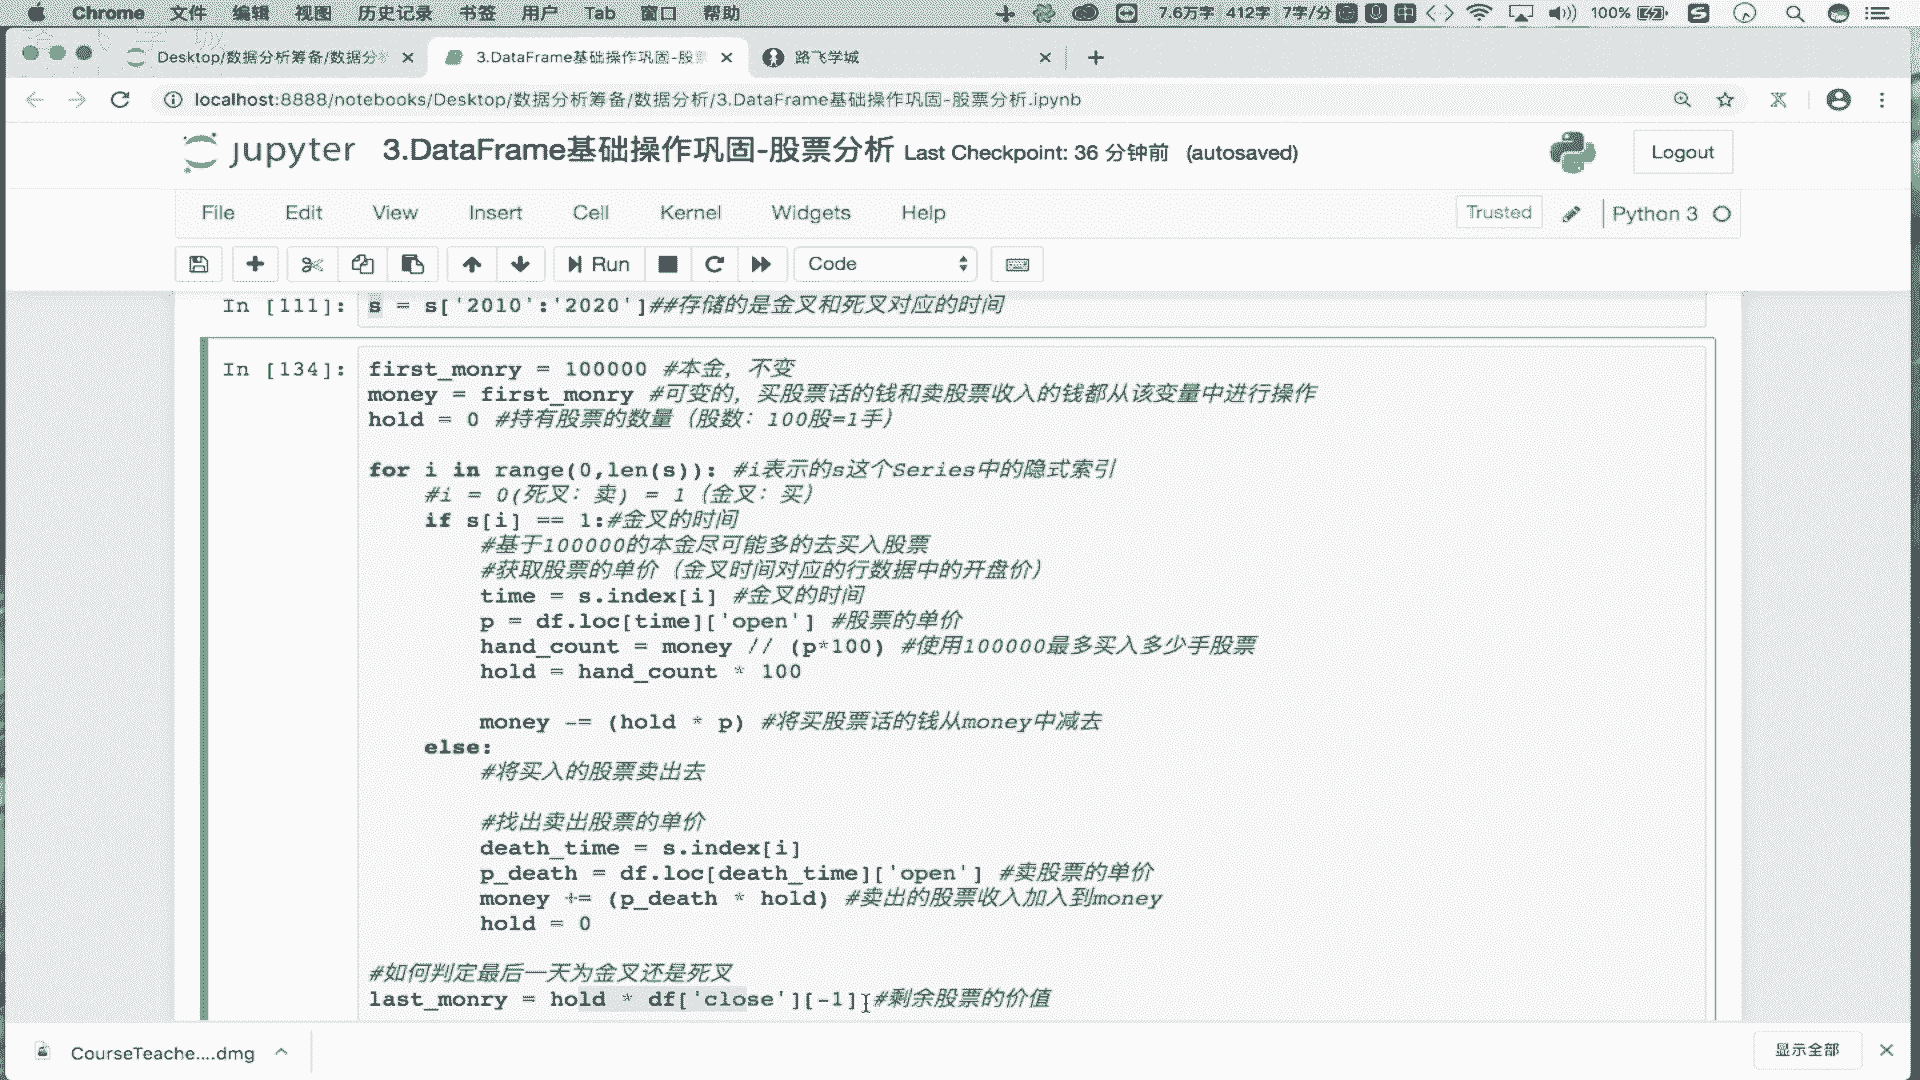 Chrome 文件 编辑 视图 历史记录 书签 用户 Tab 窗口 帮助 7.6万字 412字 7字/分 中 100%
Desktop/数据分析筹备/数据分 3.DataFrame基础操作巩固-股 路飞学城
localhost:8888/notebooks/Desktop/数据分析筹备/数据分析/3.DataFrame基础操作巩固-股票分析.ipynb
jupyter 3.DataFrame基础操作巩固-股票分析 Last Checkpoint: 36 分钟前 (autosaved) Logout
File Edit View Insert Cell Kernel Widgets Help Trusted Python 3
Run Code
In [111]: s = s['2010':'2020']##存储的是金叉和死叉对应的时间
In [134]: first_monry = 100000 #本金，不变
money = first_monry #可变的，买股票话的钱和卖股票收入的钱都从该变量中进行操作
hold = 0 #持有股票的数量（股数：100股=1手）
for i in range(0,len(s)): #i表示的s这个Series中的隐式索引
#i = 0(死叉：卖) = 1（金叉：买）
if s[i] == 1:#金叉的时间
#基于100000的本金尽可能多的去买入股票
#获取股票的单价（金叉时间对应的行数据中的开盘价）
time = s.index[i] #金叉的时间
p = df.loc[time]['open'] #股票的单价
hand_count = money // (p*100) #使用100000最多买入多少手股票
hold = hand_count * 100
money -= (hold * p) #将买股票话的钱从money中减去
else:
#将买入的股票卖出去
#找出卖出股票的单价
death_time = s.index[i]
p_death = df.loc[death_time]['open'] #卖股票的单价
money += (p_death * hold) #卖出的股票收入加入到money
hold = 0
#如何判定最后一天为金叉还是死叉
last_monry = hold * df['close'][-1] #剩余股票的价值
CourseTeache....dmg 显示全部